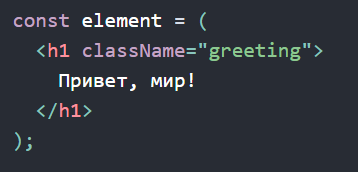 const element = (
  <h1 className="greeting">
    Привет, мир!
  </h1>
);